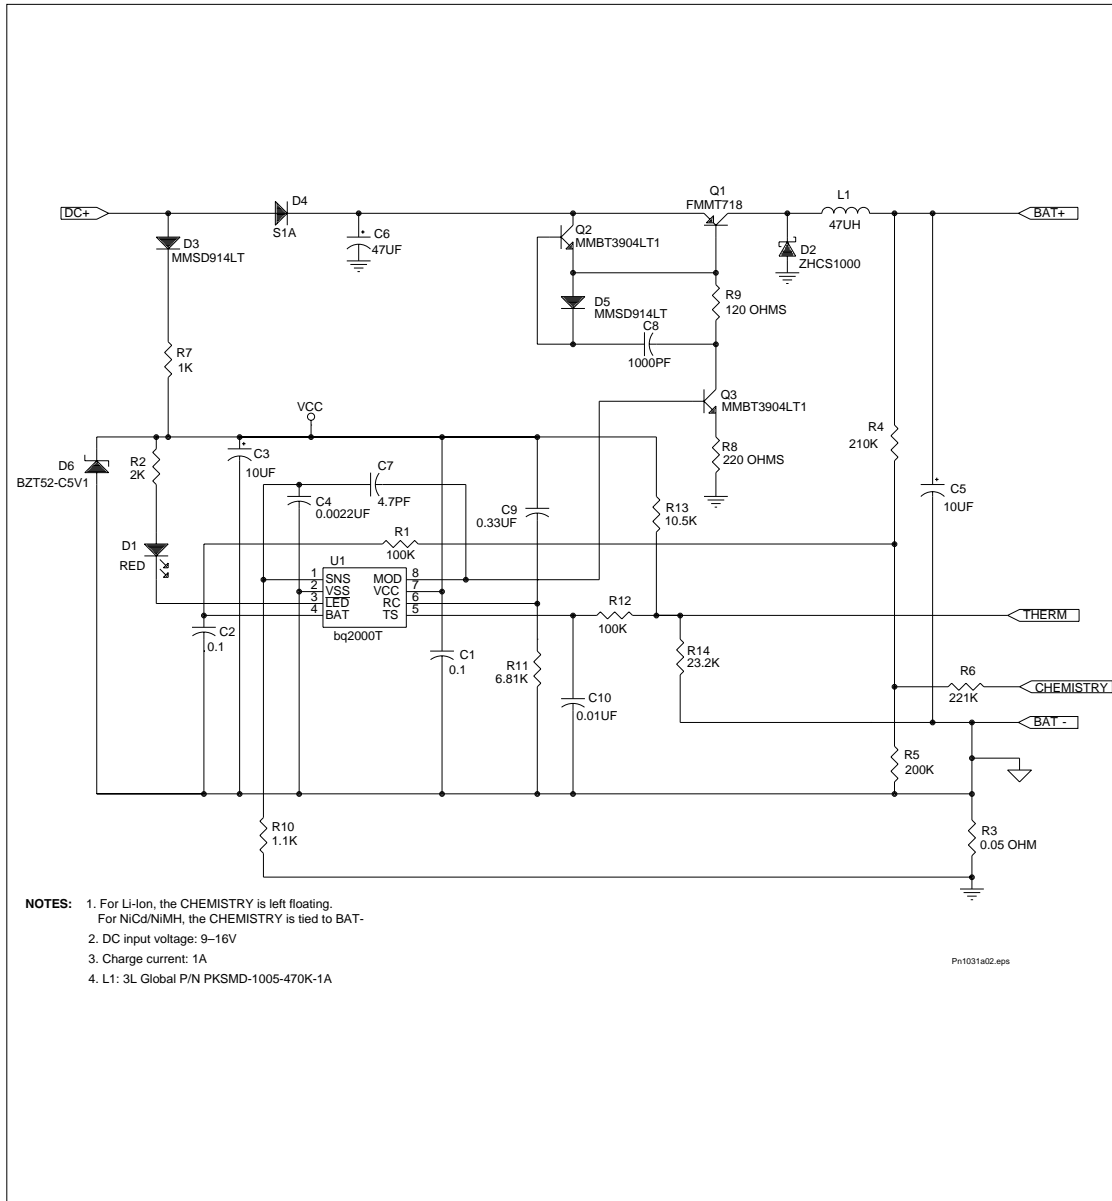 DC+
D4
S1A
D3
MMSD914LT
C6
47UF
Q2
MMBT3904LT1
Q1
FMMT718
L1
47UH
BAT+
D2
ZHCS1000
D5
MMSD914LT
R9
120 OHMS
C8
1000PF
R7
1K
Q3
MMBT3904LT1
VCC
R4
210K
R8
220 OHMS
D6
BZT52-C5V1
R2
2K
C3
10UF
C7
4.7PF
C4
0.0022UF
C9
0.33UF
R13
10.5K
C5
10UF
R1
100K
D1
RED
U1
1 SNS MOD 8
2 VSS VCC 7
3 LED RC 6
4 BAT TS 5
bq2000T
R12
100K
THERM
C2
0.1
C1
0.1
R11
6.81K
R14
23.2K
C10
0.01UF
R6
221K
CHEMISTRY
BAT -
R5
200K
R10
1.1K
R3
0.05 OHM
NOTES: 1. For Li-Ion, the CHEMISTRY is left floating.
For NiCd/NiMH, the CHEMISTRY is tied to BAT-
2. DC input voltage: 9–16V
3. Charge current: 1A
4. L1: 3L Global P/N PKSMD-1005-470K-1A
Pn1031a02.eps